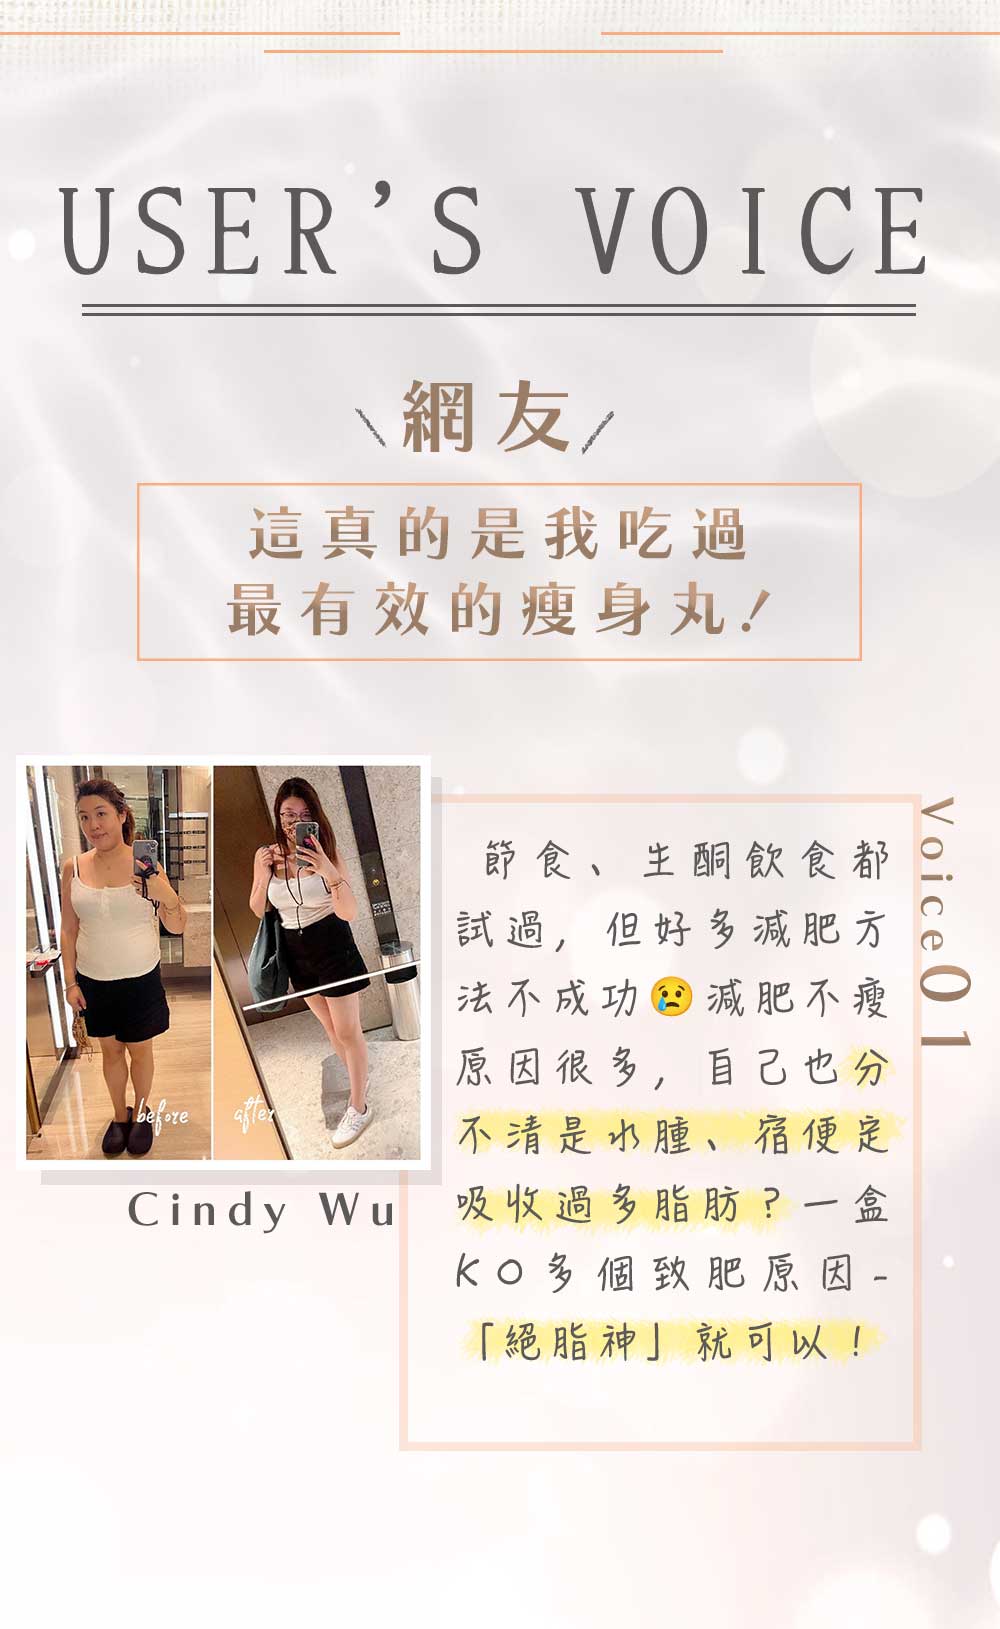 USER'S VOICE
網友
這真的是我吃過
最有效的瘦身丸!
before
after
Cindy Wu
Voice 01
節食、生酮飲食都
試過，但好多減肥方
法不成功😢減肥不瘦
原因很多，自己也分
不清是水腫、宿便定
吸收過多脂肪？一盒
KO多個致肥原因-
「絕脂神」就可以！